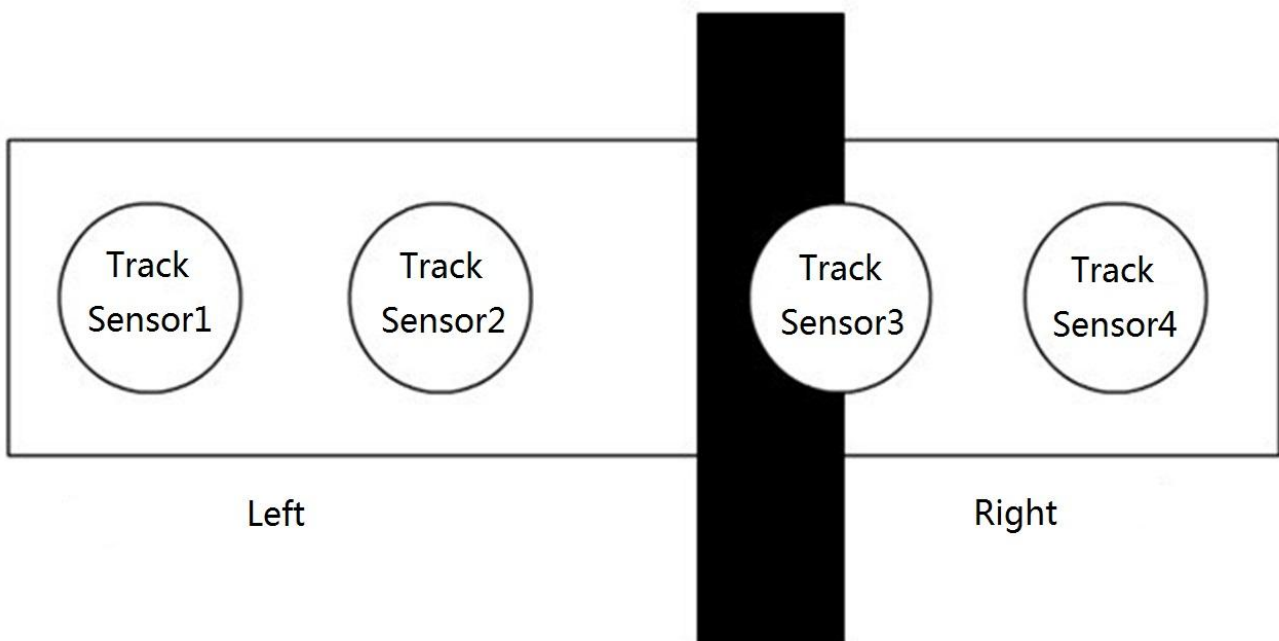 Track
Sensor1
Track
Sensor2
Track
Sensor3
Track
Sensor4
Left
Right